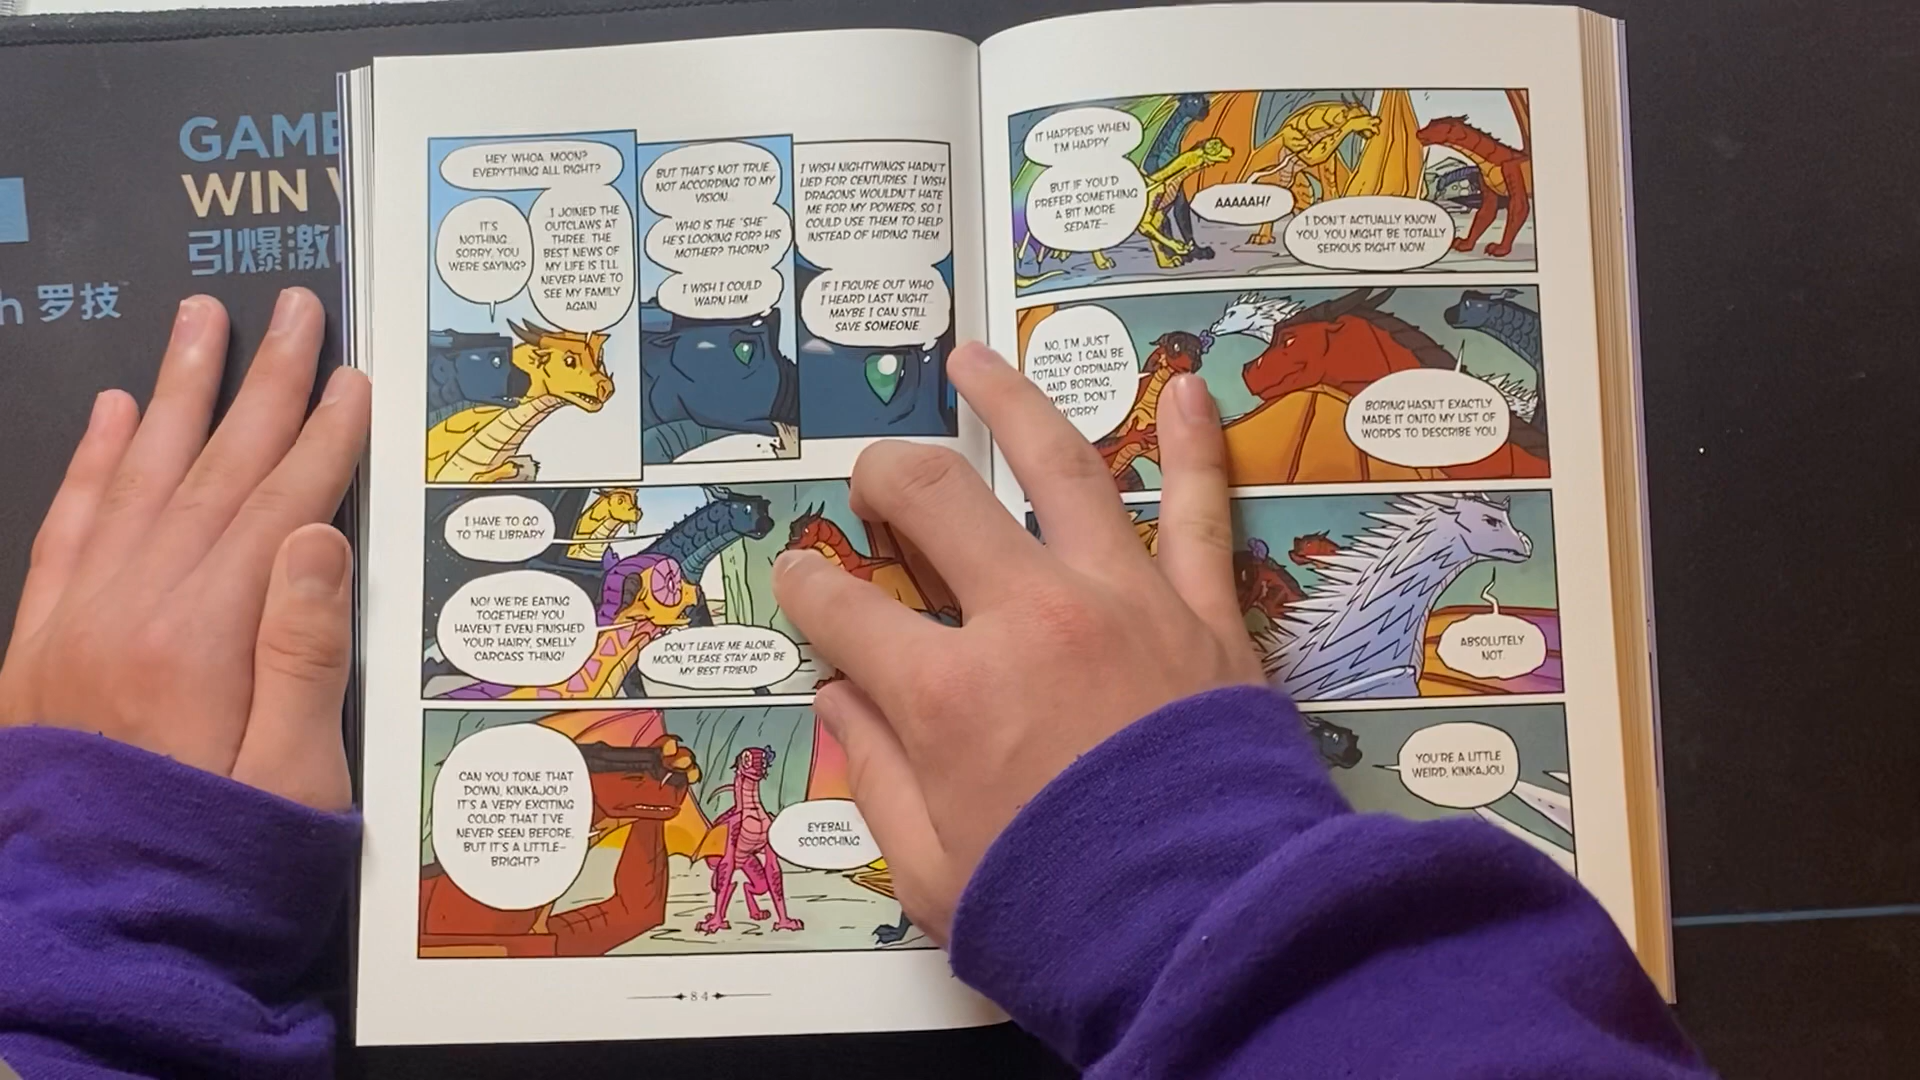 GAME
WIN
引爆激
h 罗技
HEY, WHOA, MOON?
EVERYTHING ALL RIGHT?
IT'S
NOTHING...
SORRY, YOU
WERE SAYING?
I JOINED THE
OUTCLAWS AT
THREE. THE
BEST NEWS OF
MY LIFE IS I'LL
NEVER HAVE TO
SEE MY FAMILY
AGAIN.
BUT THAT'S NOT TRUE...
NOT ACCORDING TO MY
VISION...
WHO IS THE "SHE"
HE'S LOOKING FOR? HIS
MOTHER? THORN?
I WISH I COULD
WARN HIM.
I WISH NIGHTWINGS HADN'T
LIED FOR CENTURIES. I WISH
DRAGONS WOULDN'T HATE
ME FOR MY POWERS, SO I
COULD USE THEM TO HELP
INSTEAD OF HIDING THEM.
IF I FIGURE OUT WHO
I HEARD LAST NIGHT...
MAYBE I CAN STILL
SAVE SOMEONE.
I HAVE TO GO
TO THE LIBRARY.
NO! WE'RE EATING
TOGETHER! YOU
HAVEN'T EVEN FINISHED
YOUR HAIRY, SMELLY
CARCASS THING!
DON'T LEAVE ME ALONE,
MOON, PLEASE STAY AND BE
MY BEST FRIEND.
CAN YOU TONE THAT
DOWN, KINKAJOU?
IT'S A VERY EXCITING
COLOR THAT I'VE
NEVER SEEN BEFORE,
BUT IT'S A LITTLE—
BRIGHT?
EYEBALL
SCORCHING.
84
IT HAPPENS WHEN
I'M HAPPY.
BUT IF YOU'D
PREFER SOMETHING
A BIT MORE
SEDATE—
AAAAAH!
I DON'T ACTUALLY KNOW
YOU. YOU MIGHT BE TOTALLY
SERIOUS RIGHT NOW.
NO, I'M JUST
KIDDING. I CAN BE
TOTALLY ORDINARY
AND BORING,
MBER, DON'T
WORRY.
BORING HASN'T EXACTLY
MADE IT ONTO MY LIST OF
WORDS TO DESCRIBE YOU.
ABSOLUTELY
NOT.
YOU'RE A LITTLE
WEIRD, KINKAJOU.